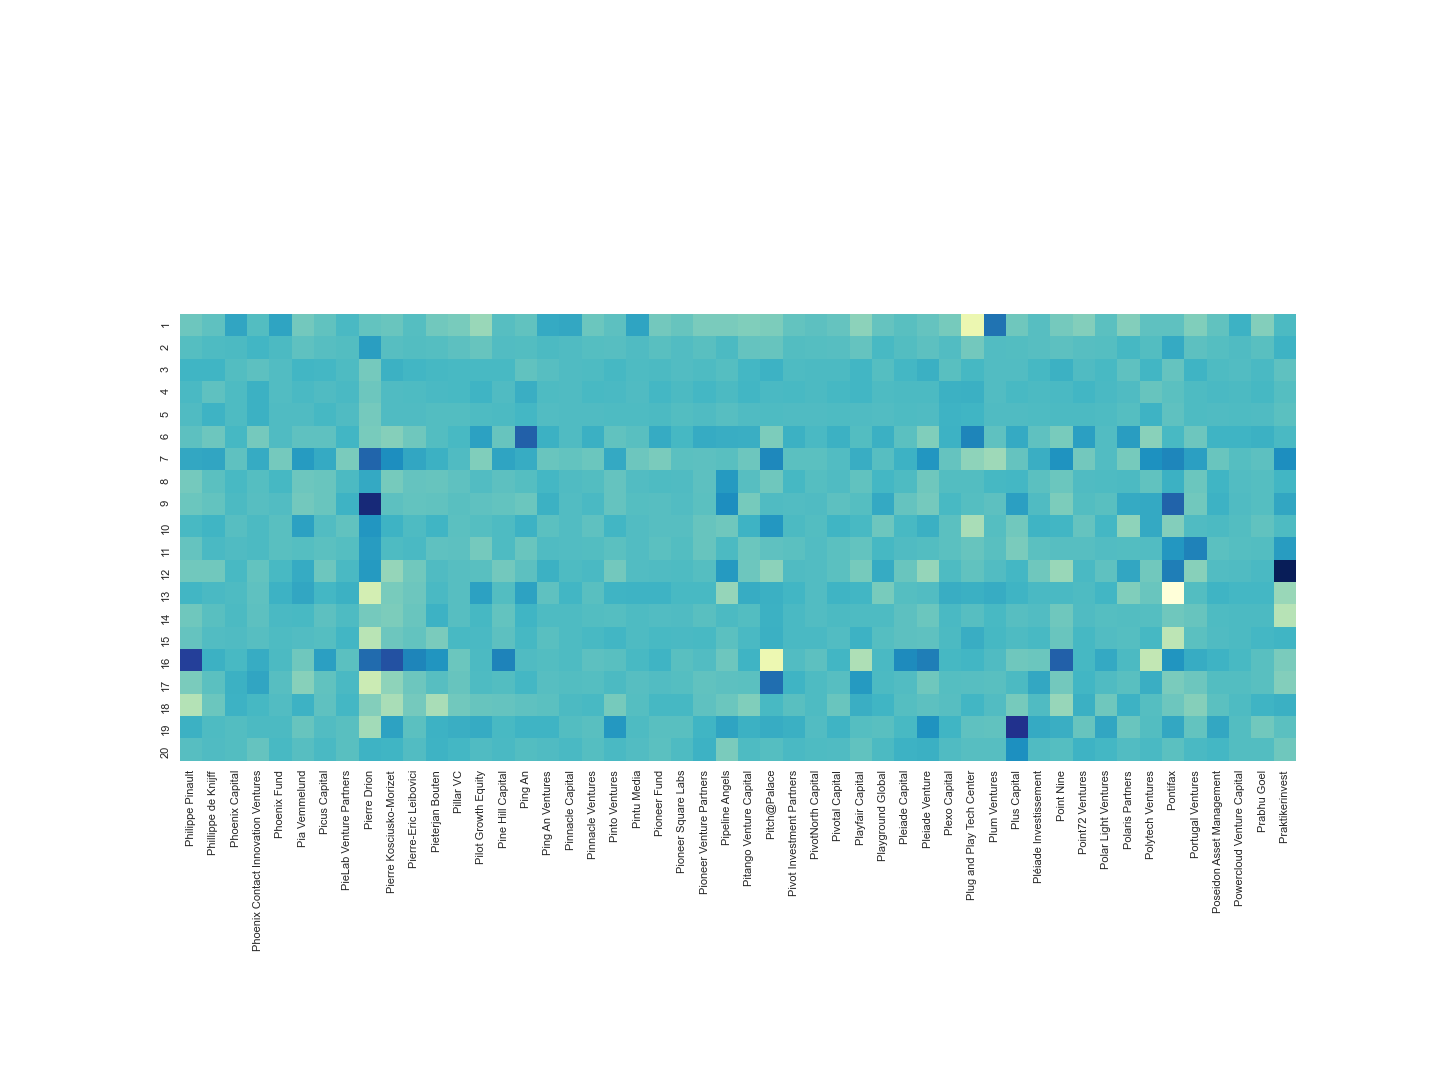 1
2
3
4
5
6
7
8
9
10
11
12
13
14
15
16
17
18
19
20
Philippe Pinault
Philippe de Knijff
Phoenix Capital
Phoenix Contact Innovation Ventures
Phoenix Fund
Pia Vemmelund
Picus Capital
PieLab Venture Partners
Pierre Drion
Pierre Kosciusko-Morizet
Pierre-Eric Leibovici
Pieterjan Bouten
Pillar VC
Pilot Growth Equity
Pine Hill Capital
Ping An
Ping An Ventures
Pinnacle Capital
Pinnacle Ventures
Pinto Ventures
Pintu Media
Pioneer Fund
Pioneer Square Labs
Pioneer Venture Partners
Pipeline Angels
Pitango Venture Capital
Pitch@Palace
Pivot Investment Partners
PivotNorth Capital
Pivotal Capital
Playfair Capital
Playground Global
Pleiade Capital
Pleiade Venture
Plexo Capital
Plug and Play Tech Center
Plum Ventures
Plus Capital
Pléiade Investissement
Point Nine
Point72 Ventures
Polar Light Ventures
Polaris Partners
Polytech Ventures
Pontifax
Portugal Ventures
Poseidon Asset Management
Powercloud Venture Capital
Prabhu Goel
Praktikerinvest